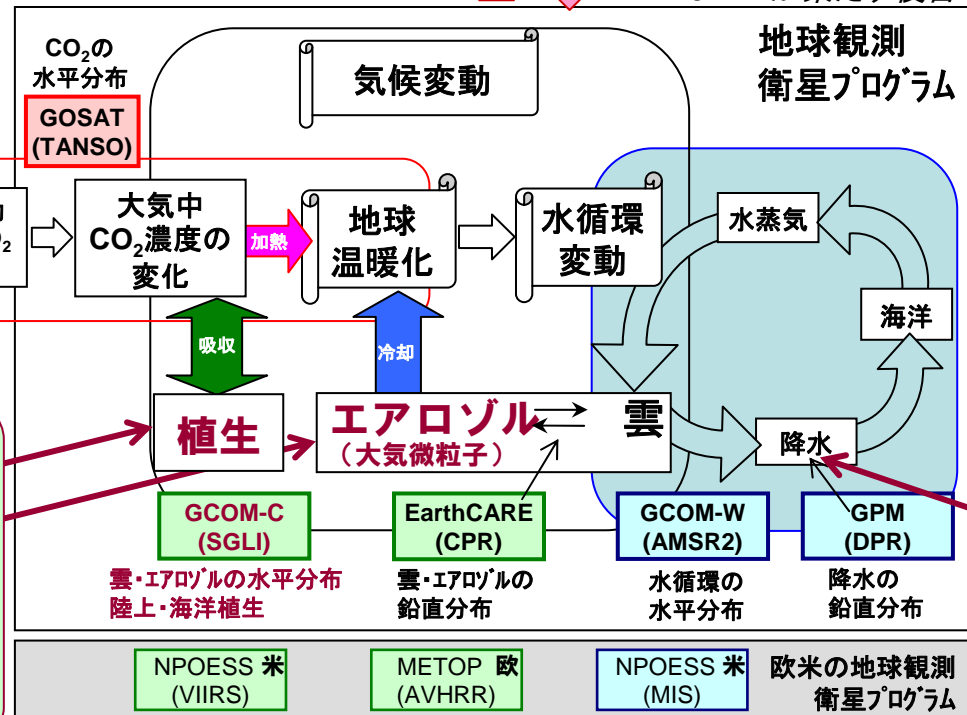 地球観測
衛星プログラム
CO₂の
水平分布
GOSAT
(TANSO)
気候変動
大気中
CO₂濃度の
変化
加熱
地球
温暖化
水循環
変動
水蒸気
海洋
降水
吸収
冷却
植生
エアロゾル
(大気微粒子)
雲
GCOM-C
(SGLI)
雲・エアロゾルの水平分布
陸上・海洋植生
EarthCARE
(CPR)
雲・エアロゾルの
鉛直分布
GCOM-W
(AMSR2)
水循環の
水平分布
GPM
(DPR)
降水の
鉛直分布
NPOESS 米
(VIIRS)
METOP 欧
(AVHRR)
NPOESS 米
(MIS)
欧米の地球観測
衛星プログラム